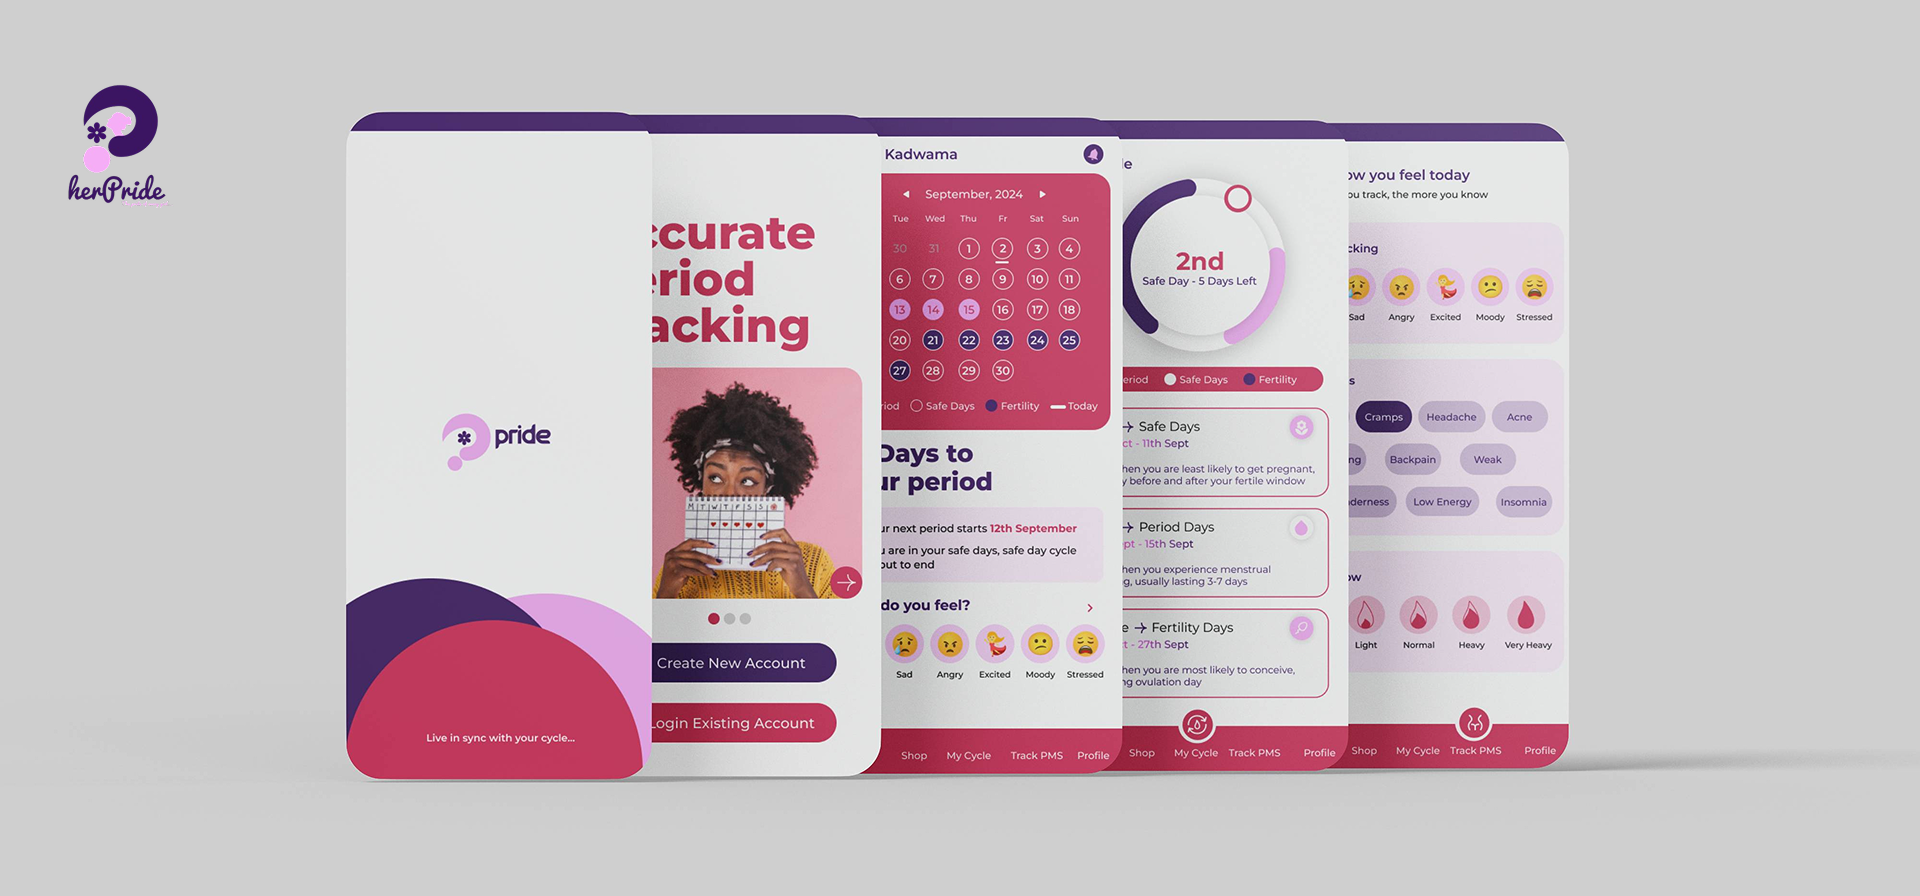 herPride
pride
Live in sync with your cycle...
ccurate
eriod
acking
M T W T F S S
Create New Account
Login Existing Account
Kadwama
September, 2024
Tue Wed Thu Fr Sat Sun
30 31 1 2 3 4
6 7 8 9 10 11
13 14 15 16 17 18
20 21 22 23 24 25
27 28 29 30
riod Safe Days Fertility Today
Days to
ur period
ur next period starts 12th September
u are in your safe days, safe day cycle
out to end
do you feel?
Sad Angry Excited Moody Stressed
Shop My Cycle Track PMS Profile
le
2nd
Safe Day - 5 Days Left
eriod Safe Days Fertility
Safe Days
ct - 11th Sept
hen you are least likely to get pregnant,
y before and after your fertile window
Period Days
pt - 15th Sept
hen you experience menstrual
g, usually lasting 3-7 days
e Fertility Days
t - 27th Sept
hen you are most likely to conceive,
ng ovulation day
Shop My Cycle Track PMS Profile
ow you feel today
ou track, the more you know
cking
Sad Angry Excited Moody Stressed
s
Cramps Headache Acne
ng Backpain Weak
nderness Low Energy Insomnia
ow
Light Normal Heavy Very Heavy
Shop My Cycle Track PMS Profile